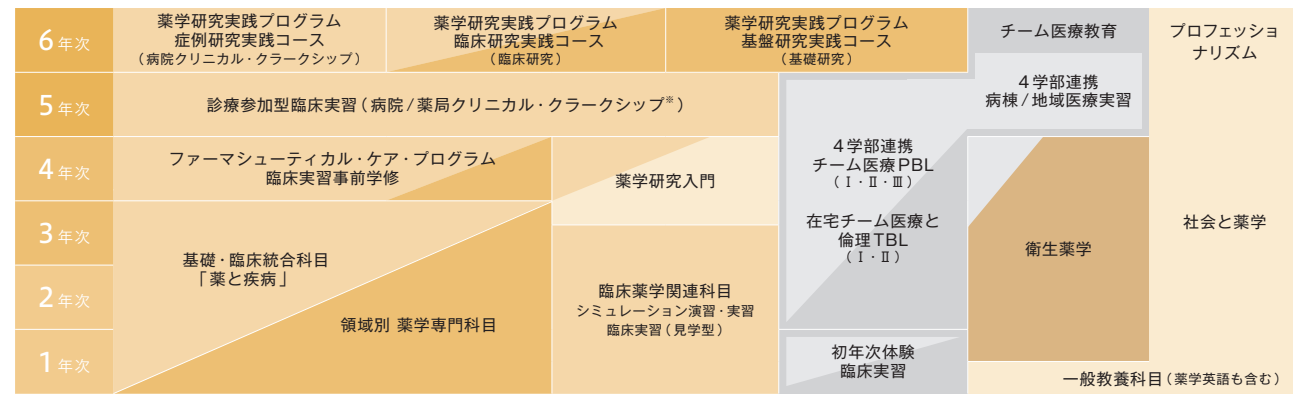 6年次
薬学研究実践プログラム
症例研究実践コース
（病院クリニカル・クラークシップ）
薬学研究実践プログラム
臨床研究実践コース
（臨床研究）
薬学研究実践プログラム
基盤研究実践コース
（基礎研究）
チーム医療教育
プロフェッショ
ナリズム
5年次
診療参加型臨床実習（病院/薬局クリニカル・クラークシップ※）
4学部連携
病棟/地域医療実習
4年次
ファーマシューティカル・ケア・プログラム
臨床実習事前学修
薬学研究入門
4学部連携
チーム医療PBL
（Ⅰ・Ⅱ・Ⅲ）
3年次
基礎・臨床統合科目
「薬と疾病」
在宅チーム医療と
倫理TBL
（Ⅰ・Ⅱ）
衛生薬学
社会と薬学
2年次
領域別 薬学専門科目
臨床薬学関連科目
シミュレーション演習・実習
臨床実習（見学型）
1年次
初年次体験
臨床実習
一般教養科目（薬学英語も含む）